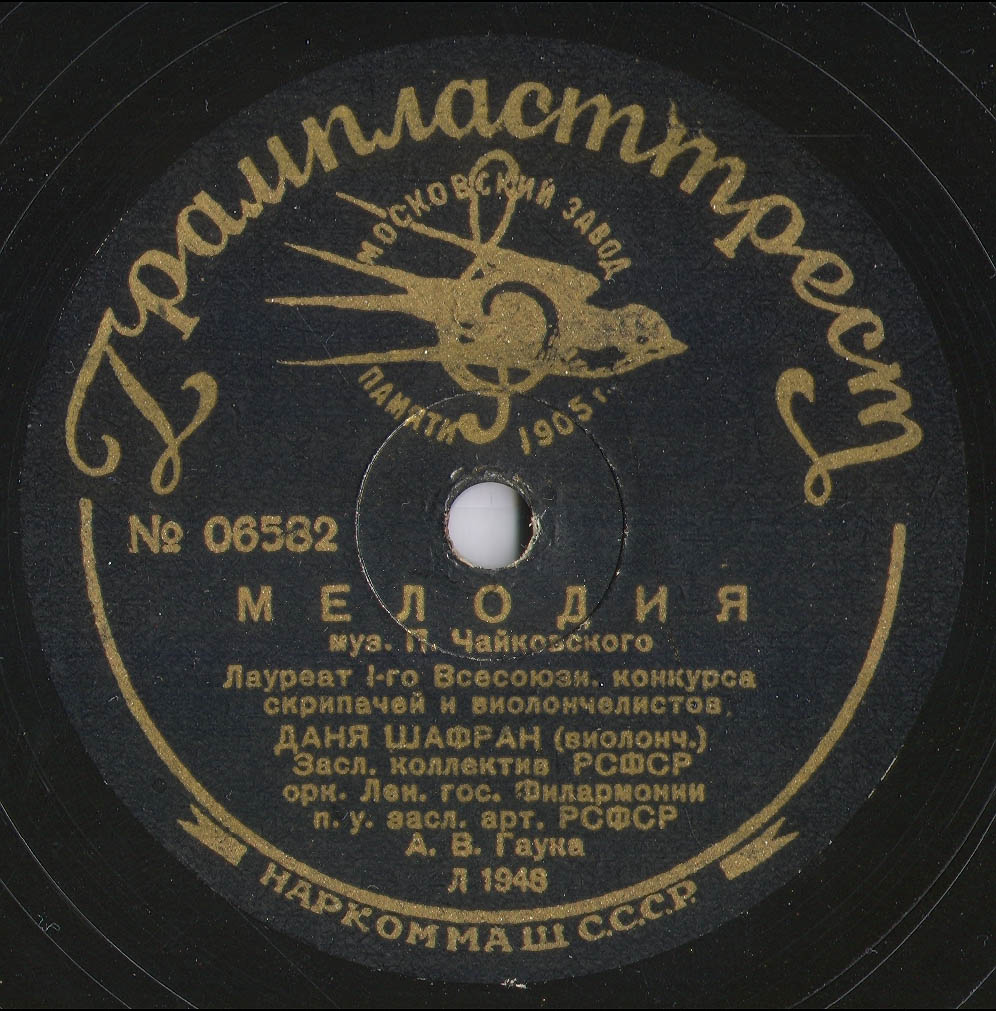 Грампласттрест
МОСКОВСКИЙ ЗАВОД
ПАМЯТИ 1905 г.
№ 06532
МЕЛОДИЯ
муз. П. Чайковского
Лауреат I-го Всесоюзн. конкурса
скрипачей и виолончелистов,
ДАНЯ ШАФРАН (виолонч.)
Засл. коллектив РСФСР
орк. Лен. гос. Филармонии
п. у. засл. арт. РСФСР
А. В. Гаука
Л 1946
НАРКОММАШ С.С.С.Р.